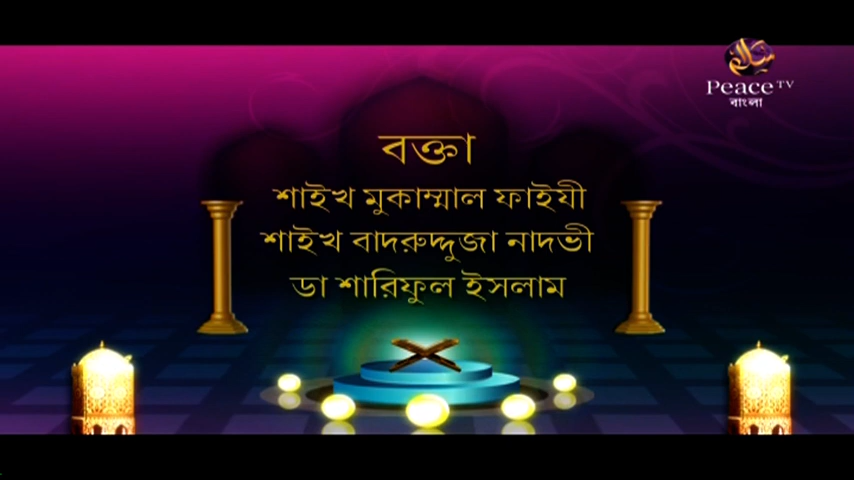 Peace TV
বাংলা
বক্তা
শাইখ মুকাম্মাল ফাইযী
শাইখ বাদরুদ্দুজা নাদভী
ডা শারিফুল ইসলাম